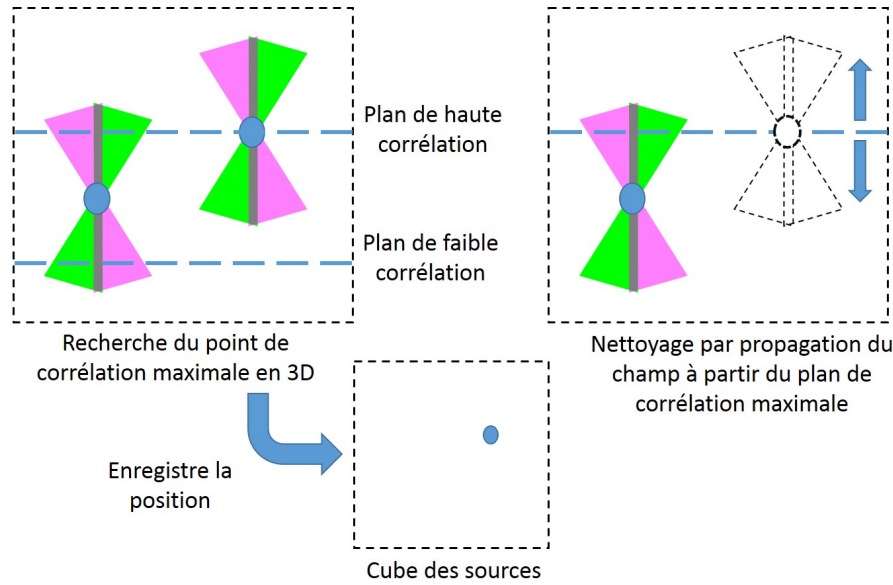 Plan de haute
corrélation
Plan de faible
corrélation
Recherche du point de
corrélation maximale en 3D
Nettoyage par propagation du
champ à partir du plan de
corrélation maximale
Enregistre la
position
Cube des sources